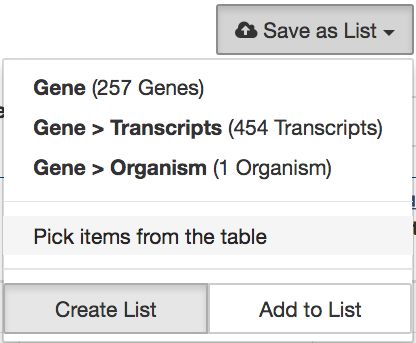 Save as List
Gene (257 Genes)
Gene > Transcripts (454 Transcripts)
Gene > Organism (1 Organism)
Pick items from the table
Create List
Add to List